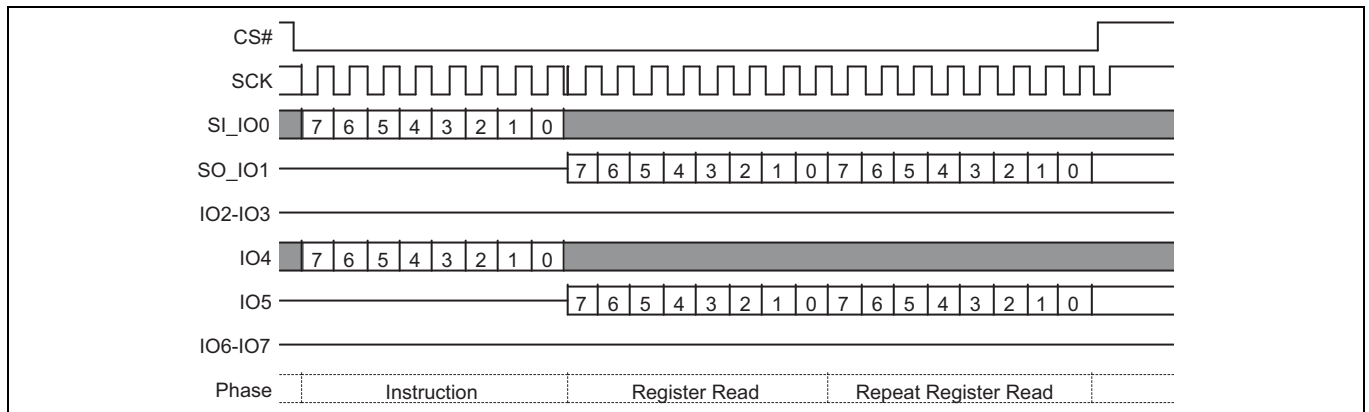 CS#
SCK
SI_IO0 7 6 5 4 3 2 1 0
SO_IO1 7 6 5 4 3 2 1 0 7 6 5 4 3 2 1 0
IO2-IO3
IO4 7 6 5 4 3 2 1 0
IO5 7 6 5 4 3 2 1 0 7 6 5 4 3 2 1 0
IO6-IO7
Phase Instruction Register Read Repeat Register Read